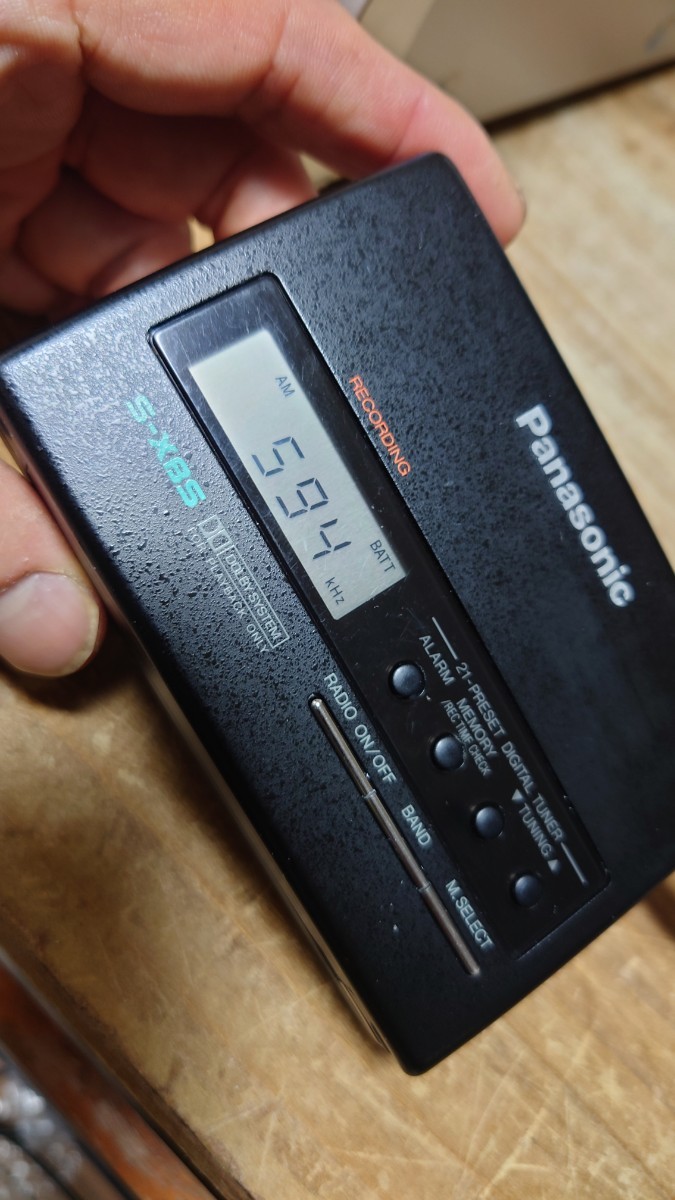 Panasonic
RECORDING
AM
594
BATT
kHz
S-XBS
DOLBY SYSTEM
FOR PLAYBACK ONLY
21-PRESET DIGITAL TUNER
ALARM
MEMORY
/REC TIME CHECK
▼ TUNING ▲
RADIO ON/OFF
BAND
M.SELECT